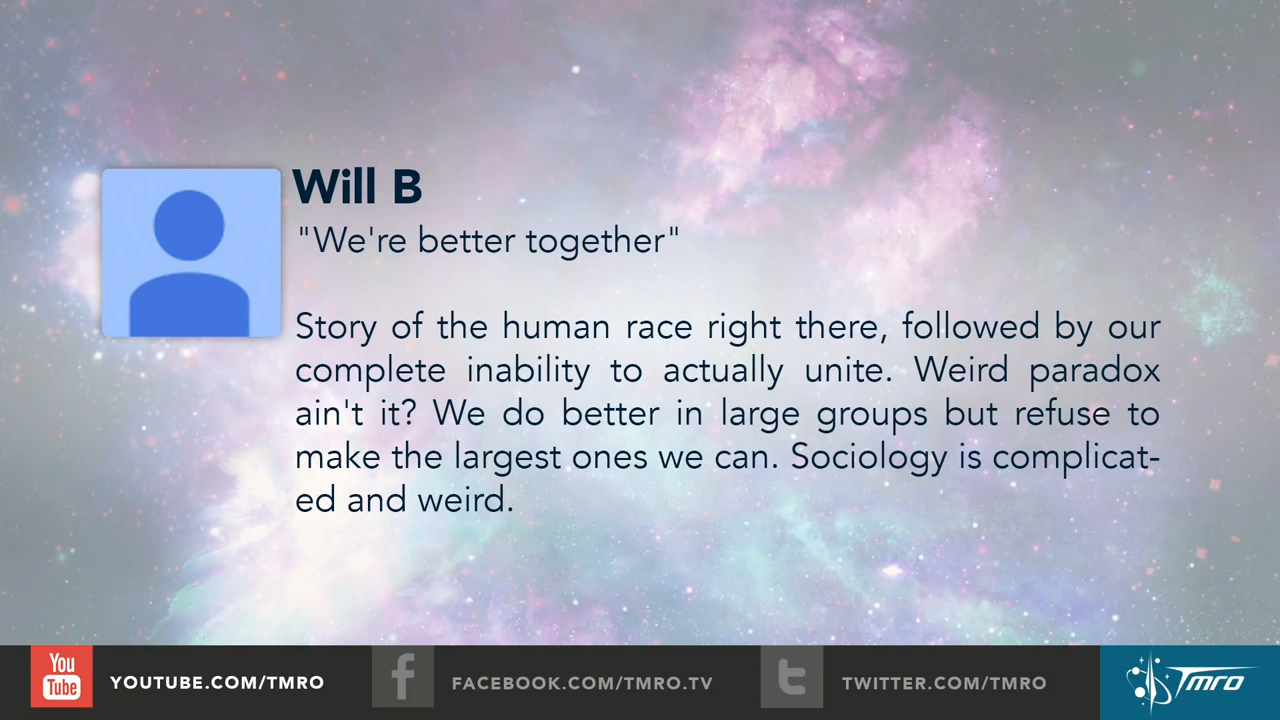 Will B
"We're better together"
Story of the human race right there, followed by our
complete inability to actually unite. Weird paradox
ain't it? We do better in large groups but refuse to
make the largest ones we can. Sociology is complicat-
ed and weird.
You
Tube
YOUTUBE.COM/TMRO
f
FACEBOOK.COM/TMRO.TV
t
TWITTER.COM/TMRO
Tmro